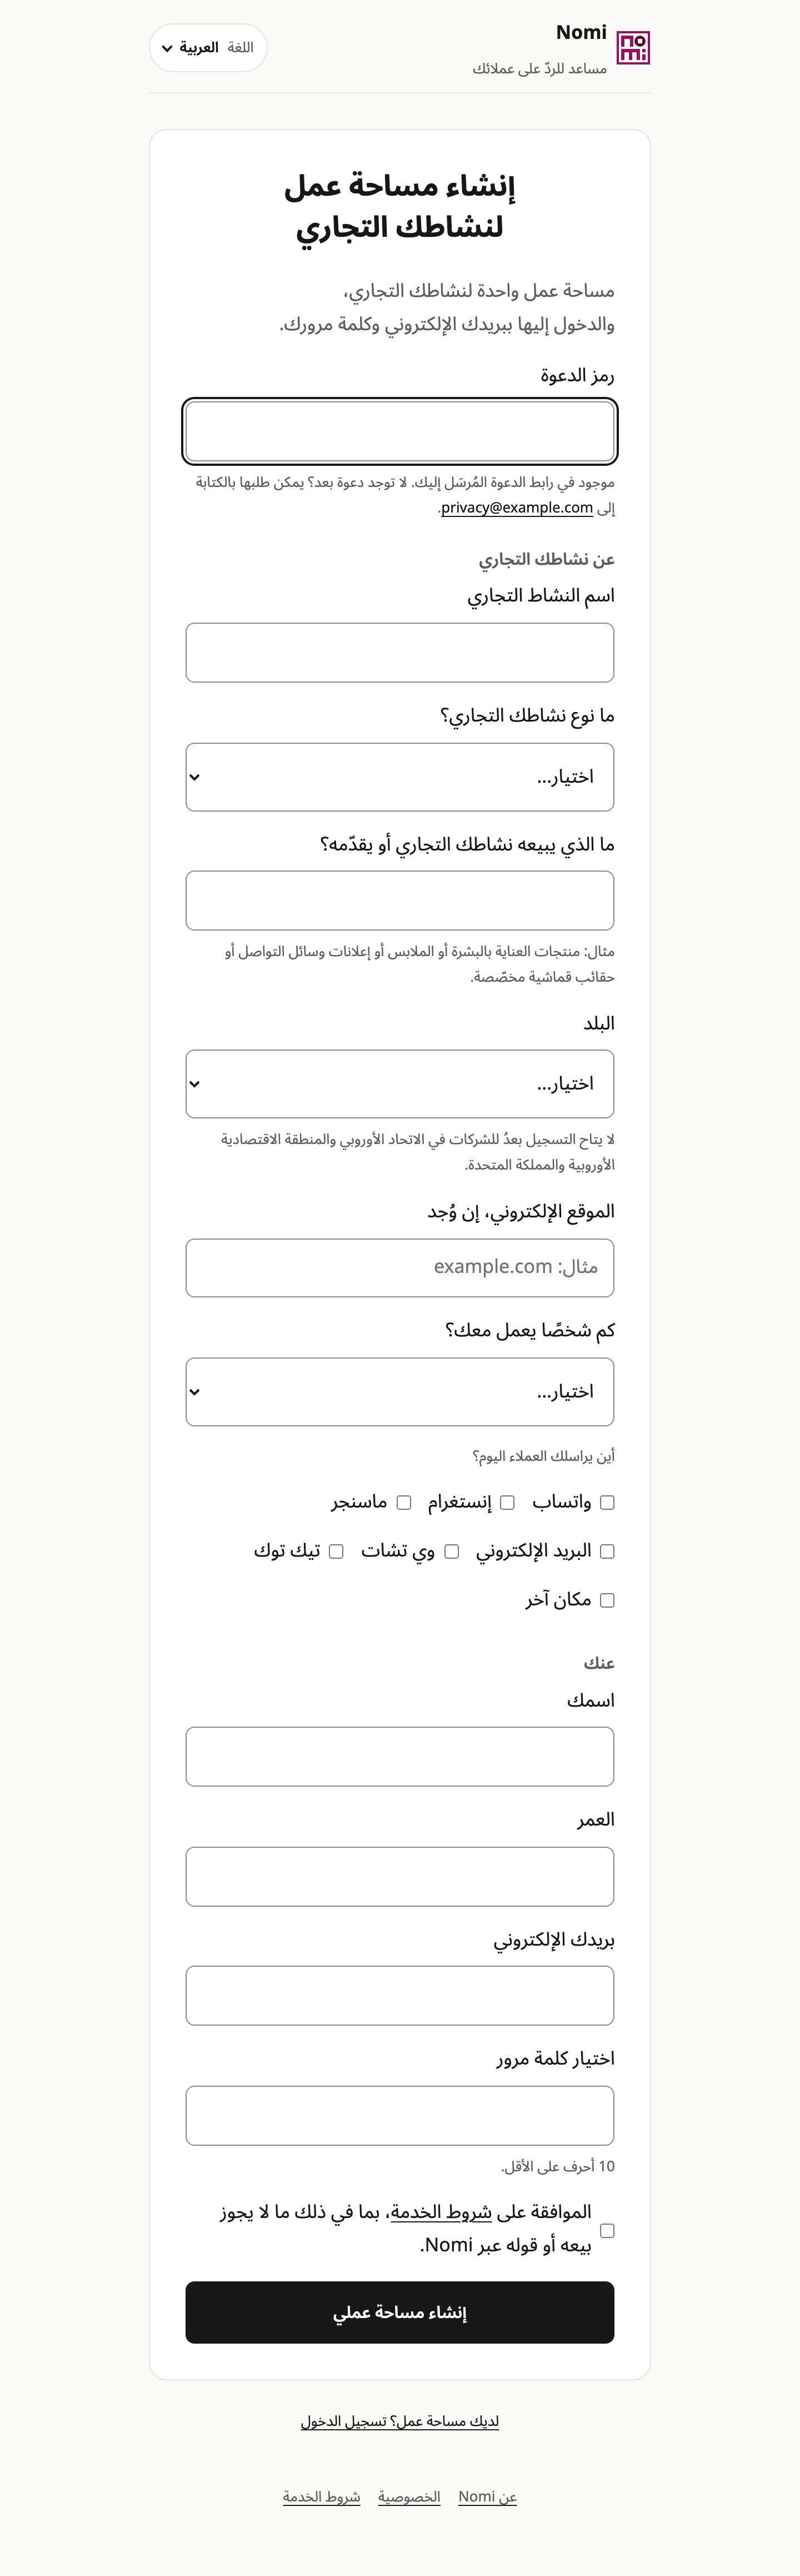 Nomi
مساعد للردّ على عملائك
اللغة العربية
إنشاء مساحة عمل
لنشاطك التجاري
مساحة عمل واحدة لنشاطك التجاري،
والدخول إليها ببريدك الإلكتروني وكلمة مرورك.
رمز الدعوة
موجود في رابط الدعوة المُرسَل إليك. لا توجد دعوة بعد؟ يمكن طلبها بالكتابة
إلى privacy@example.com.
عن نشاطك التجاري
اسم النشاط التجاري
ما نوع نشاطك التجاري؟
اختيار...
ما الذي يبيعه نشاطك التجاري أو يقدّمه؟
مثال: منتجات العناية بالبشرة أو الملابس أو إعلانات وسائل التواصل أو
حقائب قماشية مخصّصة.
البلد
اختيار...
لا يتاح التسجيل بعدُ للشركات في الاتحاد الأوروبي والمنطقة الاقتصادية
الأوروبية والمملكة المتحدة.
الموقع الإلكتروني، إن وُجد
مثال: example.com
كم شخصًا يعمل معك؟
اختيار...
أين يراسلك العملاء اليوم؟
واتساب إنستغرام ماسنجر
البريد الإلكتروني وي تشات تيك توك
مكان آخر
عنك
اسمك
العمر
بريدك الإلكتروني
اختيار كلمة مرور
10 أحرف على الأقل.
الموافقة على شروط الخدمة، بما في ذلك ما لا يجوز
بيعه أو قوله عبر Nomi.
إنشاء مساحة عملي
لديك مساحة عمل؟ تسجيل الدخول
عن Nomi الخصوصية شروط الخدمة